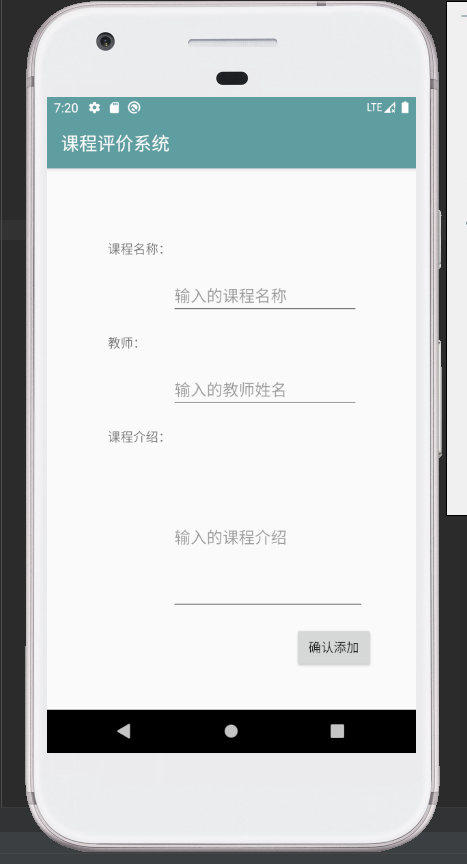 7:20 LTE
课程评价系统
课程名称：
输入的课程名称
教师：
输入的教师姓名
课程介绍：
输入的课程介绍
确认添加